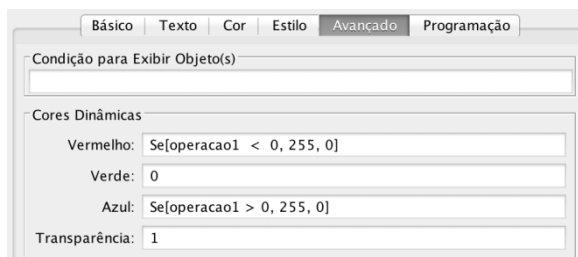 Básico Texto Cor Estilo Avançado Programação
Condição para Exibir Objeto(s)
Cores Dinâmicas
Vermelho: Se[operacao1 < 0, 255, 0]
Verde: 0
Azul: Se[operacao1 > 0, 255, 0]
Transparência: 1